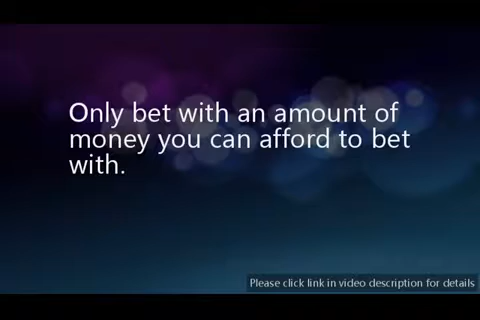 Only bet with an amount of
money you can afford to bet
with.
Please click link in video description for details